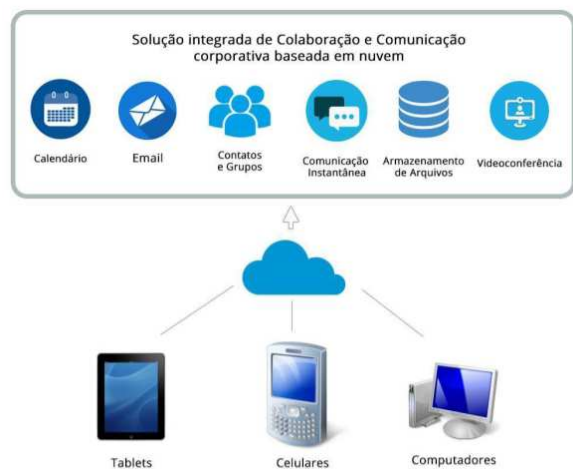 Solução integrada de Colaboração e Comunicação
corporativa baseada em nuvem
Calendário
Email
Contatos
e Grupos
Comunicação
Instantânea
Armazenamento
de Arquivos
Videoconferência
Tablets
Celulares
Computadores